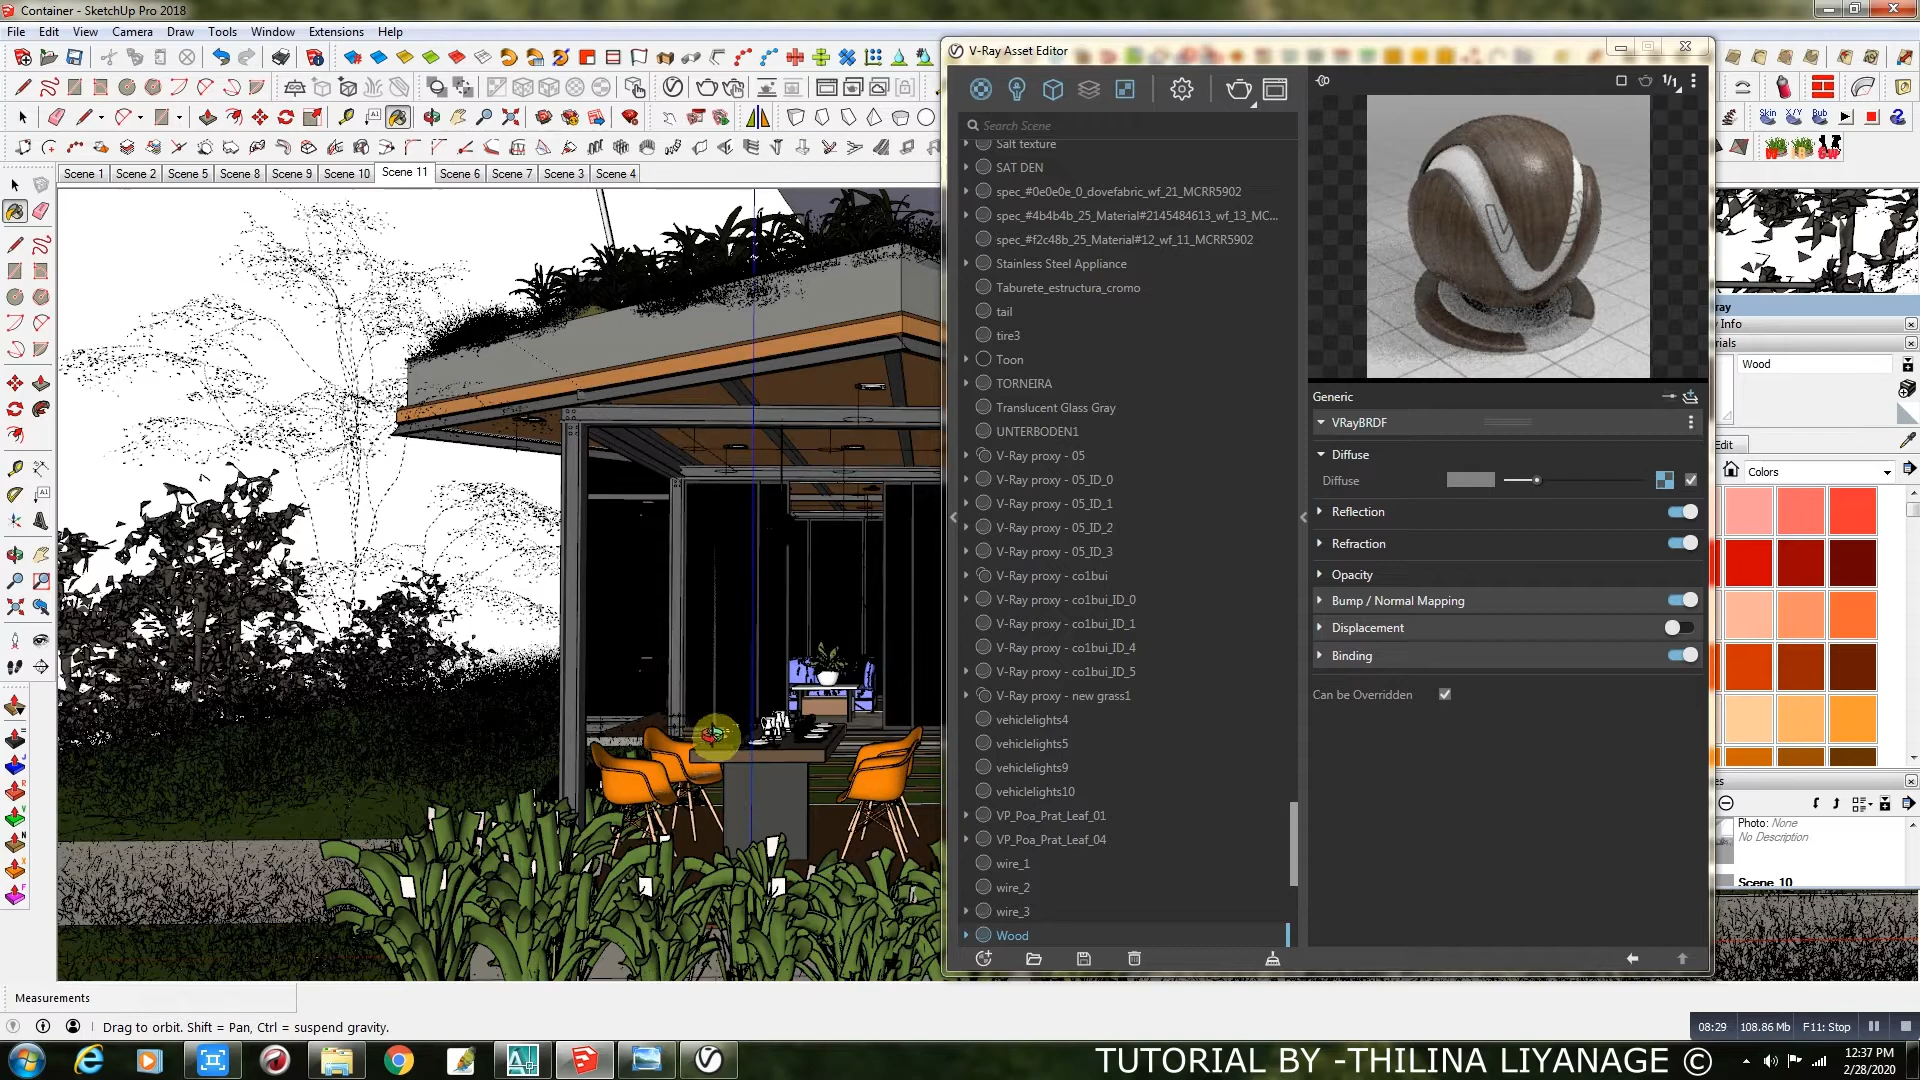 Container - SketchUp Pro 2018
File Edit View Camera Draw Tools Window Extensions Help
Scene 1 Scene 2 Scene 5 Scene 8 Scene 9 Scene 10 Scene 11 Scene 6 Scene 7 Scene 3 Scene 4
V-Ray Asset Editor
Search Scene
Salt texture
SAT DEN
spec_#0e0e0e_0_dovefabric_wf_21_MCRR5902
spec_#4b4b4b_25_Material#2145484613_wf_13_MC...
spec_#f2c48b_25_Material#12_wf_11_MCRR5902
Stainless Steel Appliance
Taburete_estructura_cromo
tail
tire3
Toon
TORNEIRA
Translucent Glass Gray
UNTERBODEN1
V-Ray proxy - 05
V-Ray proxy - 05_ID_0
V-Ray proxy - 05_ID_1
V-Ray proxy - 05_ID_2
V-Ray proxy - 05_ID_3
V-Ray proxy - co1bui
V-Ray proxy - co1bui_ID_0
V-Ray proxy - co1bui_ID_1
V-Ray proxy - co1bui_ID_4
V-Ray proxy - co1bui_ID_5
V-Ray proxy - new grass1
vehiclelights4
vehiclelights5
vehiclelights9
vehiclelights10
VP_Poa_Prat_Leaf_01
VP_Poa_Prat_Leaf_04
wire_1
wire_2
wire_3
Wood
1/1
Generic
VRayBRDF
Diffuse
Diffuse
Reflection
Refraction
Opacity
Bump / Normal Mapping
Displacement
Binding
Can be Overridden
Skin X/Y Bub
ray
Info
rials
Wood
Edit
Colors
es
Photo: None
No Description
Scene 10
Measurements
Drag to orbit. Shift = Pan, Ctrl = suspend gravity.
08:29 108.86 Mb F11: Stop
TUTORIAL BY -THILINA LIYANAGE ©
12:37 PM
2/28/2020